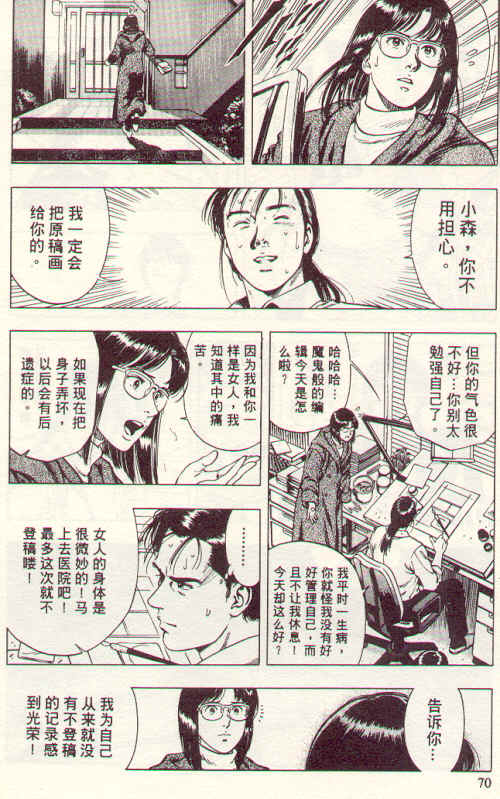 小森，你不
用担心。
我一定会
把原稿画
给你的。
但你的气色很
不好…你别太
勉强自己了。
哈哈哈…
魔鬼般的编
辑今天是怎
么啦？
我平时一生病，
你就怪我没有好
好管理自己，而
且不让我休息！
今天却这么好？
因为我和你一
样是女人，我
知道其中的痛
苦。
如果现在把
身子弄坏，
以后会有后
遗症的。
………
女人的身体是
很微妙的！马
上去医院吧！
最多这次就不
登稿喽！
告诉你…
我为自己
从来就没
有不登稿
的记录感
到光荣！
70